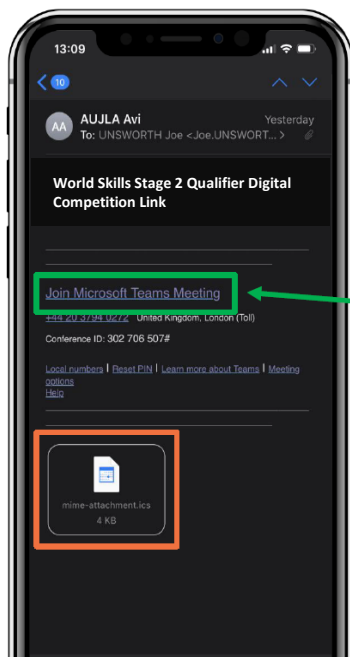 13:09
10
AA
AUJLA Avi
Yesterday
To: UNSWORTH Joe <Joe.UNSWORT... >
World Skills Stage 2 Qualifier Digital
Competition Link
Join Microsoft Teams Meeting
+44 20 3794 0272 United Kingdom, London (Toll)
Conference ID: 302 706 507#
Local numbers | Reset PIN | Learn more about Teams | Meeting
options
Help
mime-attachment.ics
4 KB